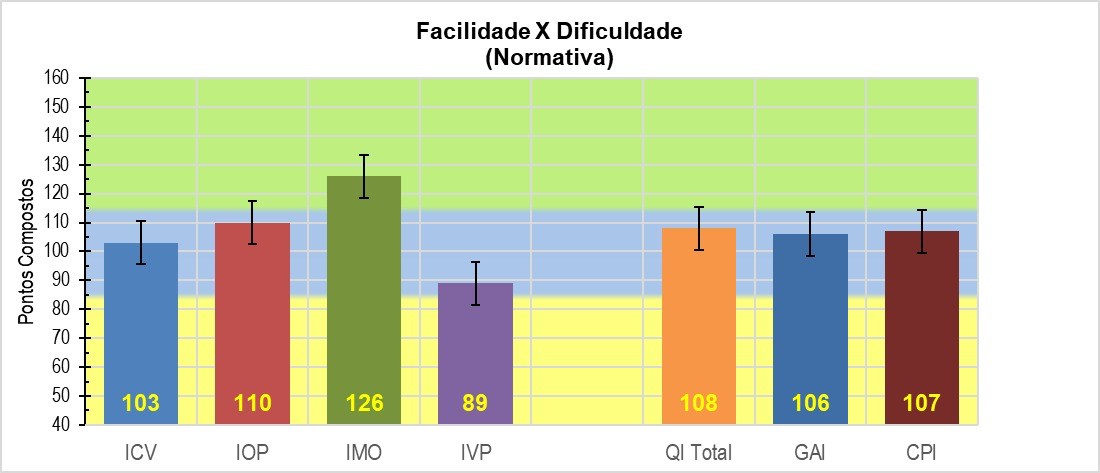 Facilidade X Dificuldade
(Normativa)
Pontos Compostos
160
150
140
130
120
110
100
90
80
70
60
50
40
103 110 126 89 108 106 107
ICV IOP IMO IVP QI Total GAI CPI